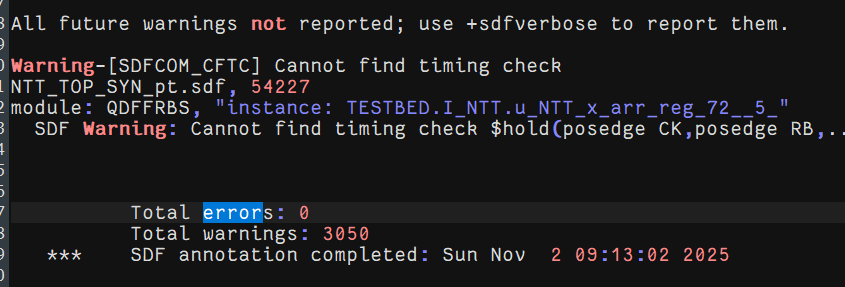 All future warnings not reported; use +sdfverbose to report them.
Warning-[SDFCOM_CFTC] Cannot find timing check
NTT_TOP_SYN_pt.sdf, 54227
module: QDFFRBS, "instance: TESTBED.I_NTT.u_NTT_x_arr_reg_72__5_"
SDF Warning: Cannot find timing check $hold(posedge CK,posedge RB,..
Total errors: 0
Total warnings: 3050
*** SDF annotation completed: Sun Nov 2 09:13:02 2025